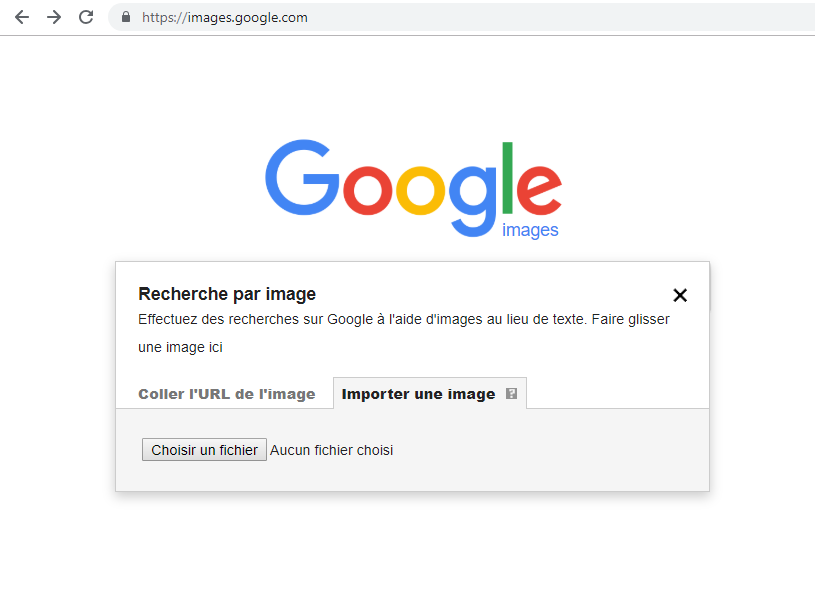 https://images.google.com
Google
images
Recherche par image
Effectuez des recherches sur Google à l'aide d'images au lieu de texte. Faire glisser
une image ici
Coller l'URL de l'image
Importer une image ?
Choisir un fichier Aucun fichier choisi